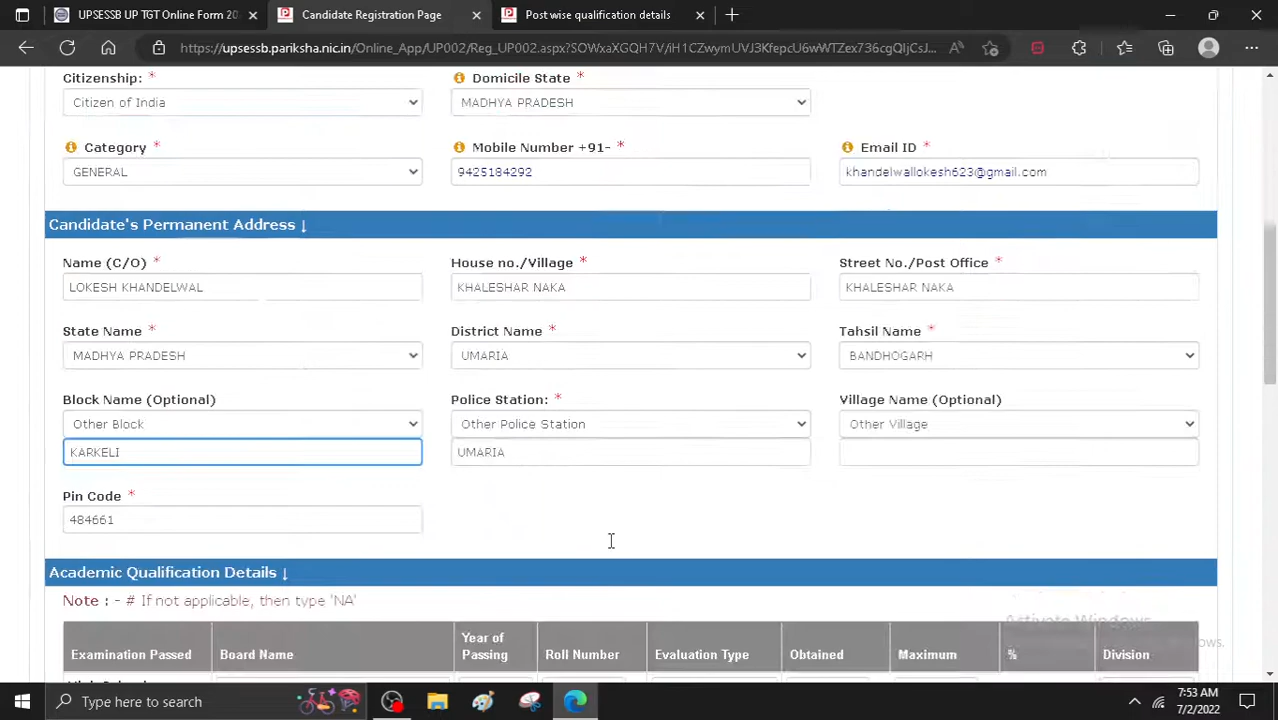 UPSESSB UP TGT Online Form 20
Candidate Registration Page
Post wise qualification details
https://upsessb.pariksha.nic.in/Online_App/UP002/Reg_UP002.aspx?SOWxaXGQH7V/iH1CZwymUVJ3KfepcU6wWTZex736cgQIjCsJ...
Citizenship: *
Domicile State *
Citizen of India
MADHYA PRADESH
Category *
Mobile Number +91- *
Email ID *
GENERAL
9425184292
khandelwallokesh623@gmail.com
Candidate's Permanent Address ↓
Name (C/O) *
House no./Village *
Street No./Post Office *
LOKESH KHANDELWAL
KHALESHAR NAKA
KHALESHAR NAKA
State Name *
District Name *
Tahsil Name *
MADHYA PRADESH
UMARIA
BANDHOGARH
Block Name (Optional)
Police Station: *
Village Name (Optional)
Other Block
Other Police Station
Other Village
KARKELI
UMARIA
Pin Code *
484661
Academic Qualification Details ↓
Note : - # If not applicable, then type 'NA'
Activate Windows
Examination Passed
Board Name
Year of Passing
Roll Number
Evaluation Type
Obtained
Maximum
%
Division
Type here to search
7:53 AM
7/2/2022